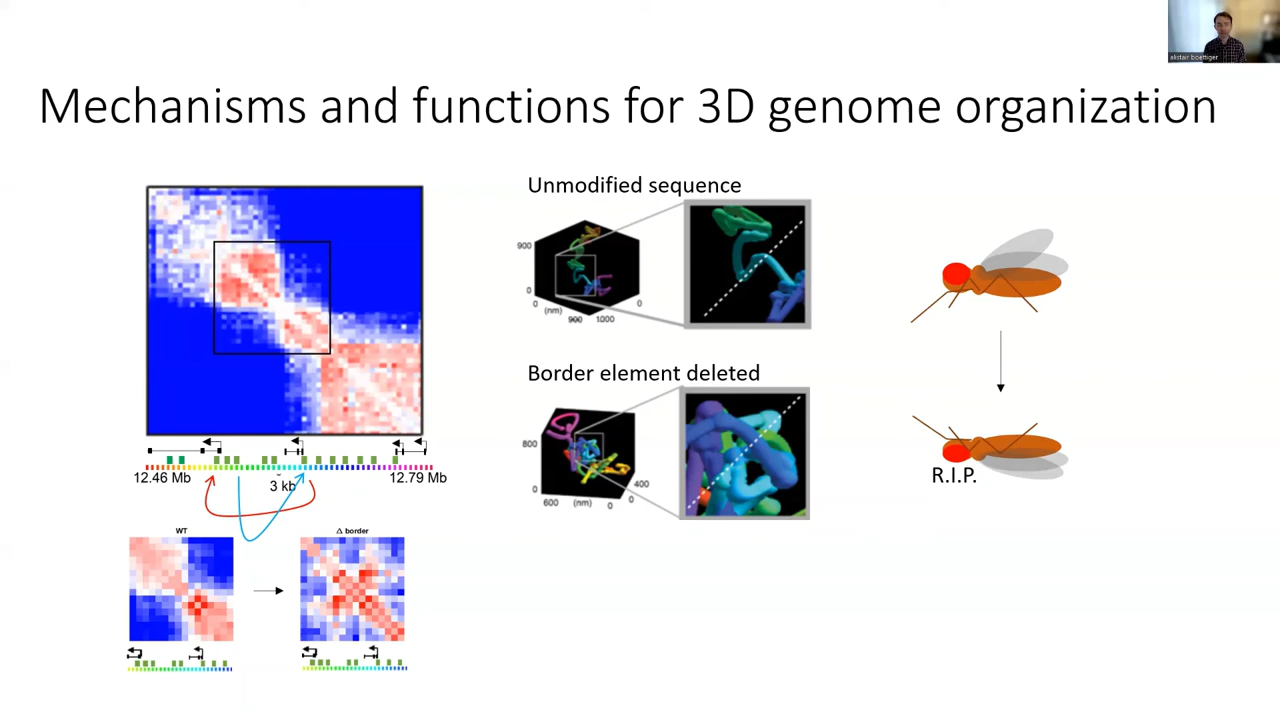 alistair boettiger
Mechanisms and functions for 3D genome organization
Unmodified sequence
900
0
0
(nm)
900
1000
0
Border element deleted
800
0
600
(nm)
0
0
400
12.46 Mb
3 kb
12.79 Mb
WT
Δ border
R.I.P.